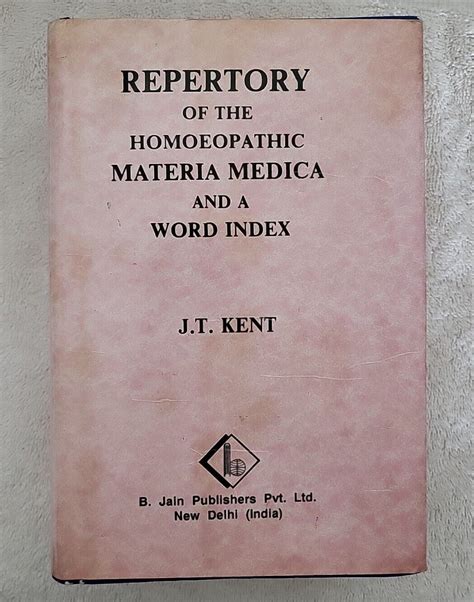 REPERTORY
OF THE
HOMOEOPATHIC
MATERIA MEDICA
AND A
WORD INDEX
J.T. KENT
B. Jain Publishers Pvt. Ltd.
New Delhi (India)